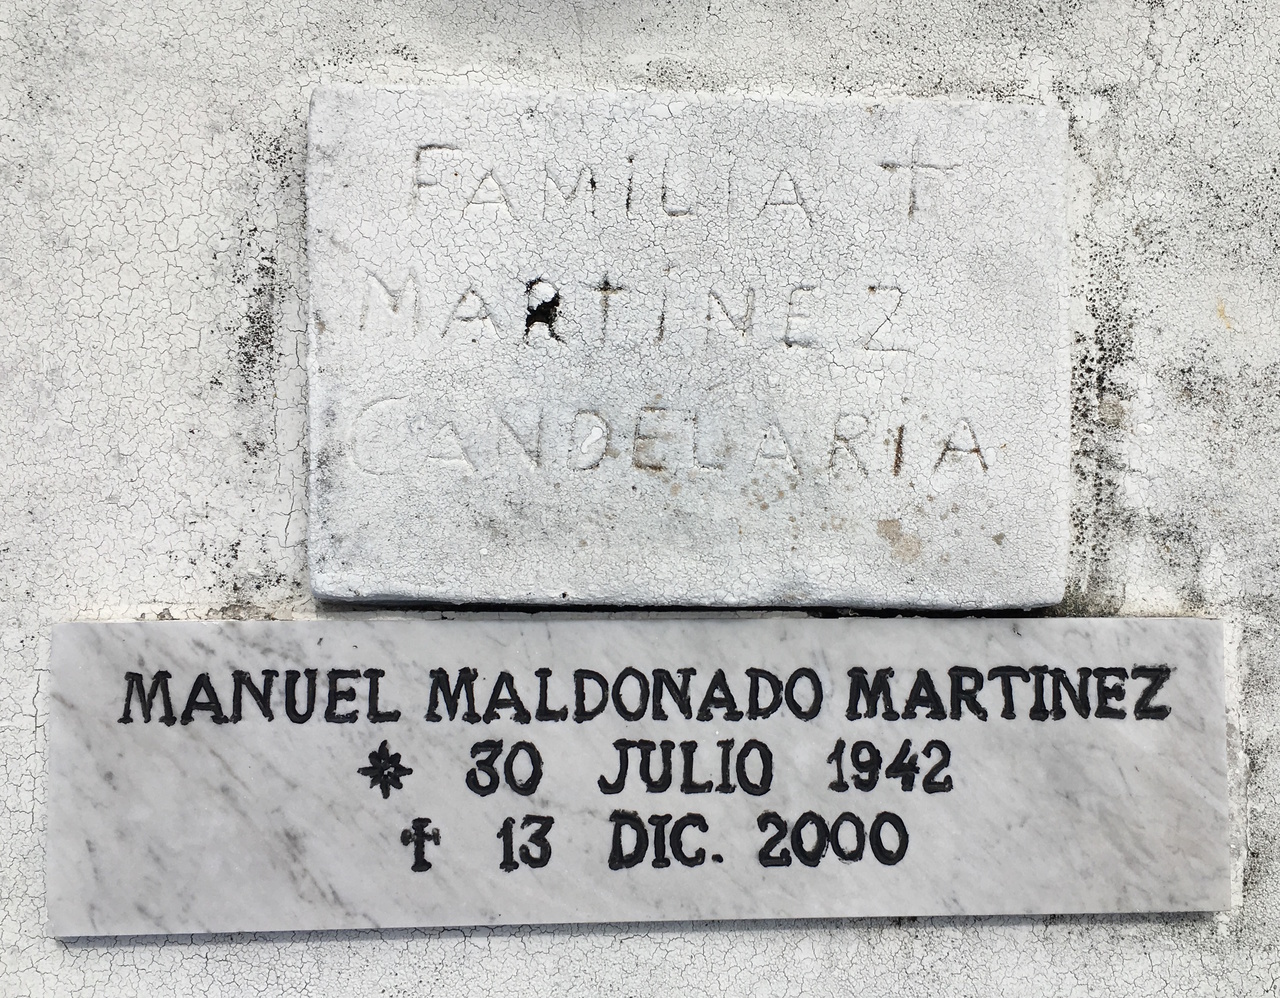 FAMILIA †
MARTINEZ
CANDELARIA
MANUEL MALDONADO MARTINEZ
* 30 JULIO 1942
† 13 DIC. 2000